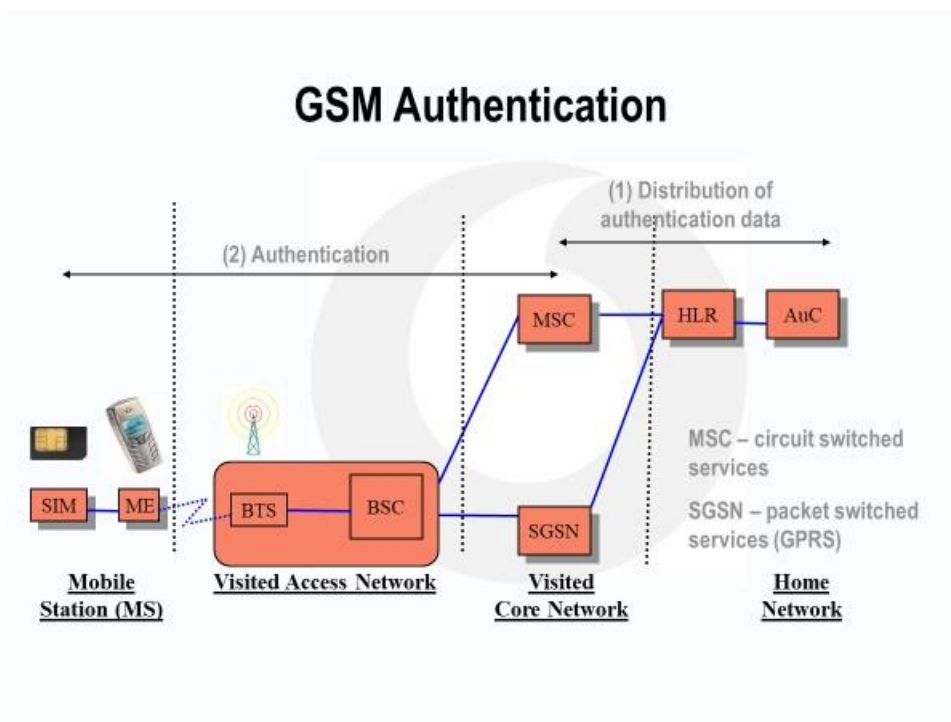 GSM Authentication
(1) Distribution of
authentication data
(2) Authentication
MSC
HLR
AuC
MSC – circuit switched
services
SIM
ME
BTS
BSC
SGSN
SGSN – packet switched
services (GPRS)
Mobile
Station (MS)
Visited Access Network
Visited
Core Network
Home
Network